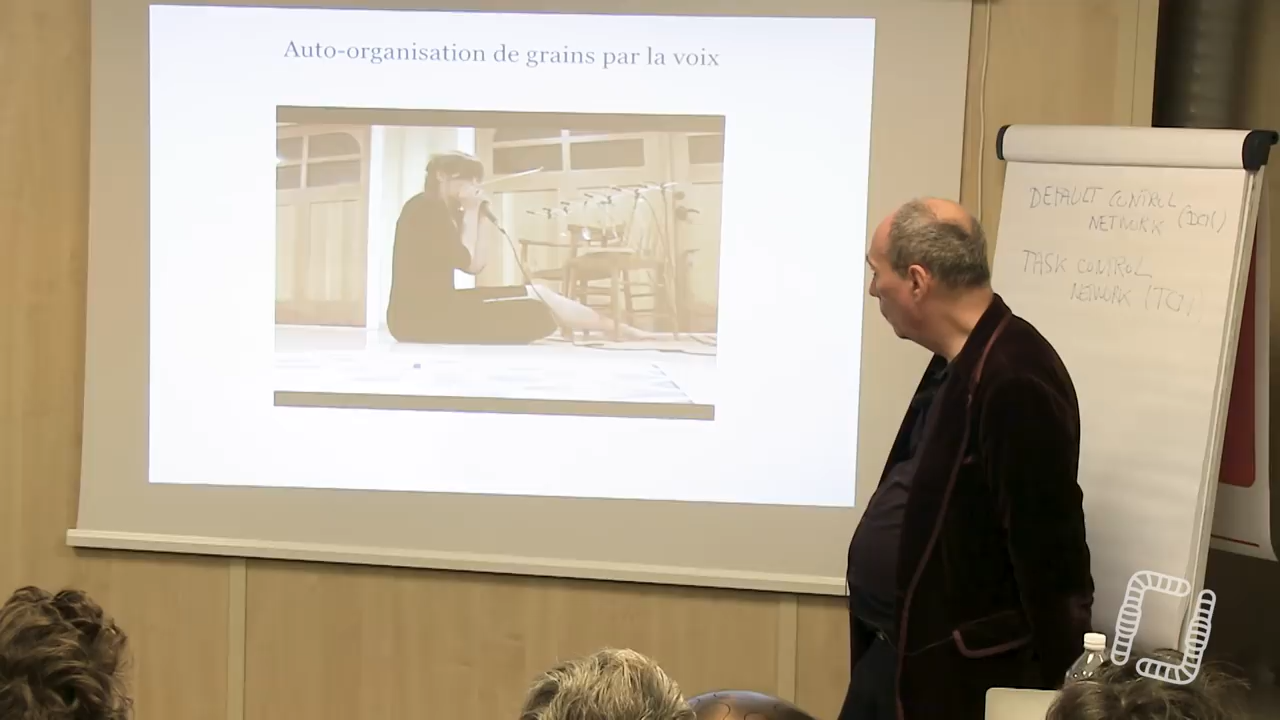 Auto-organisation de grains par la voix
DEFAULT CONTROL
NETWORK (DCN)
TASK CONTROL
NETWORK (TCN)